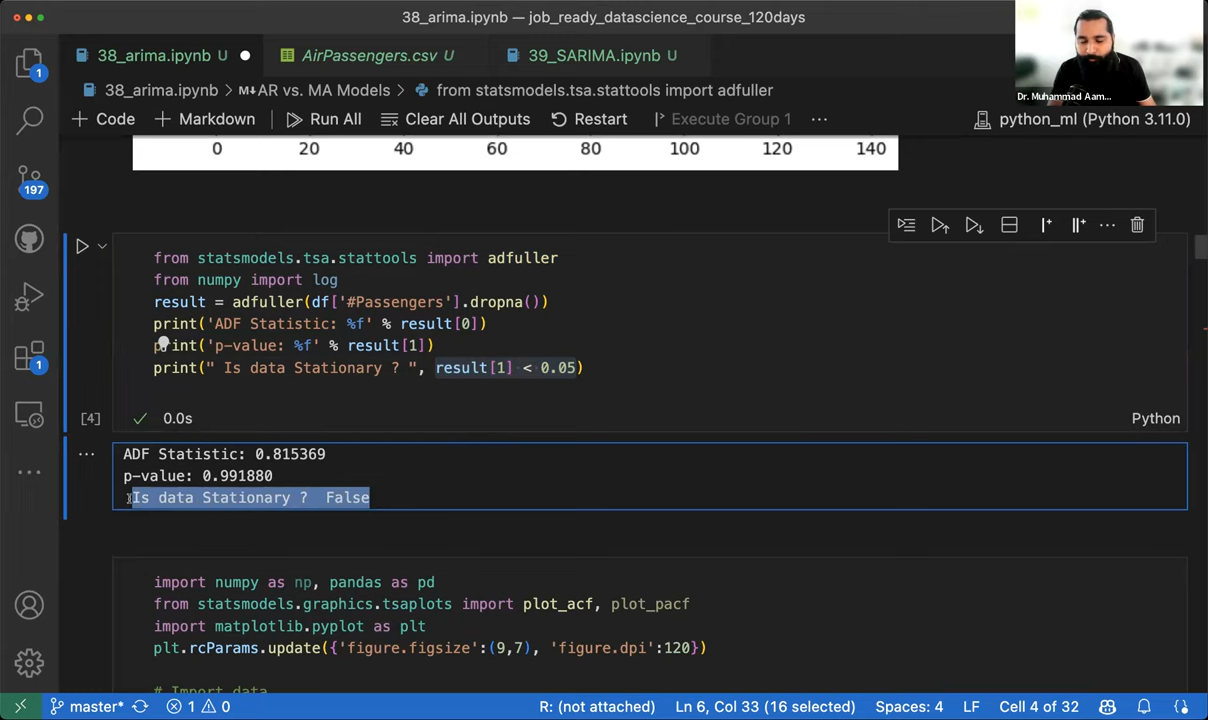 38_arima.ipynb — job_ready_datascience_course_120days
38_arima.ipynb U
AirPassengers.csv U
39_SARIMA.ipynb U
Dr. Muhammad Aam...
38_arima.ipynb > M↓AR vs. MA Models > from statsmodels.tsa.stattools import adfuller
+ Code + Markdown Run All Clear All Outputs Restart Execute Group 1 ... python_ml (Python 3.11.0)
0 20 40 60 80 100 120 140
from statsmodels.tsa.stattools import adfuller
from numpy import log
result = adfuller(df['#Passengers'].dropna())
print('ADF Statistic: %f' % result[0])
print('p-value: %f' % result[1])
print(" Is data Stationary ? ", result[1] < 0.05)
[4] 0.0s Python
ADF Statistic: 0.815369
p-value: 0.991880
Is data Stationary ? False
import numpy as np, pandas as pd
from statsmodels.graphics.tsaplots import plot_acf, plot_pacf
import matplotlib.pyplot as plt
plt.rcParams.update({'figure.figsize':(9,7), 'figure.dpi':120})
# Import data
1
197
1
master* 1 0 R: (not attached) Ln 6, Col 33 (16 selected) Spaces: 4 LF Cell 4 of 32